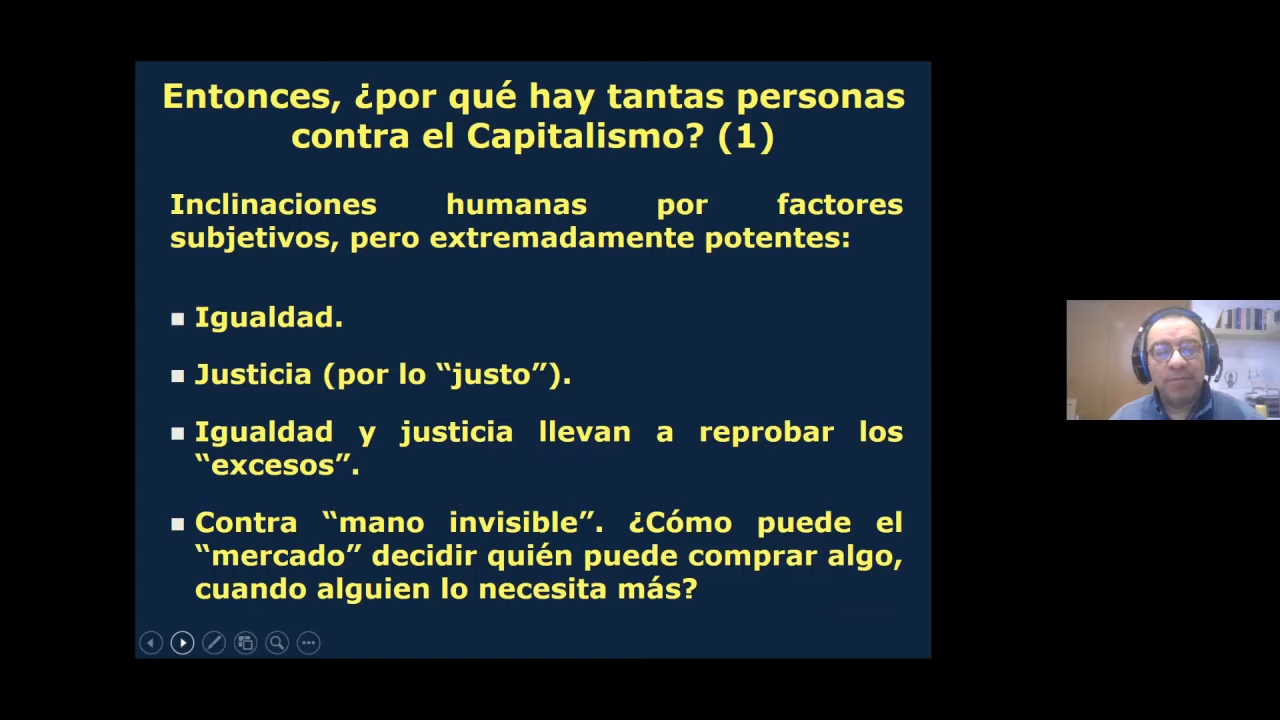 Entonces, ¿por qué hay tantas personas
contra el Capitalismo? (1)
Inclinaciones humanas por factores
subjetivos, pero extremadamente potentes:
Igualdad.
Justicia (por lo “justo”).
Igualdad y justicia llevan a reprobar los
“excesos”.
Contra “mano invisible”. ¿Cómo puede el
“mercado” decidir quién puede comprar algo,
cuando alguien lo necesita más?